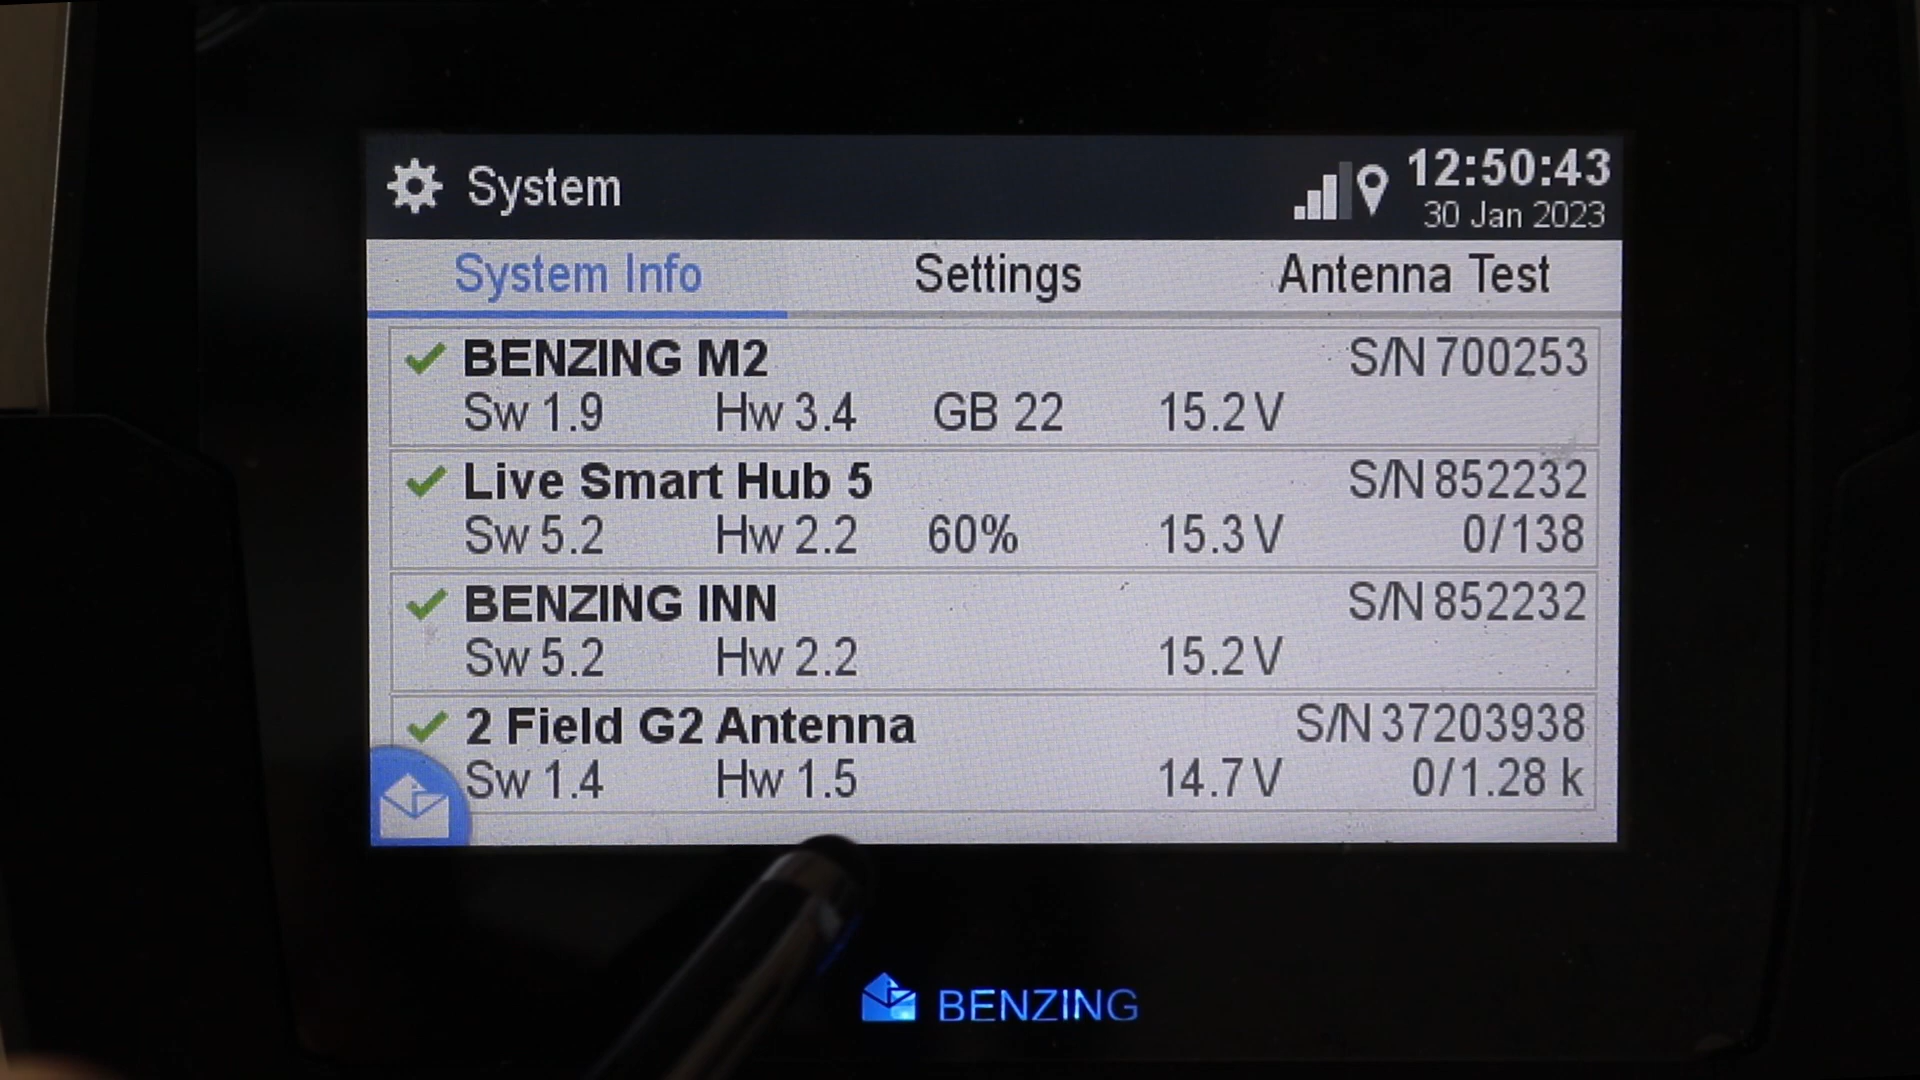 System
12:50:43
30 Jan 2023
System Info Settings Antenna Test
BENZING M2 S/N 700253
Sw 1.9 Hw 3.4 GB 22 15.2 V
Live Smart Hub 5 S/N 852232
Sw 5.2 Hw 2.2 60% 15.3 V 0/138
BENZING INN S/N 852232
Sw 5.2 Hw 2.2 15.2 V
2 Field G2 Antenna S/N 37203938
Sw 1.4 Hw 1.5 14.7 V 0/1.28 k
BENZING